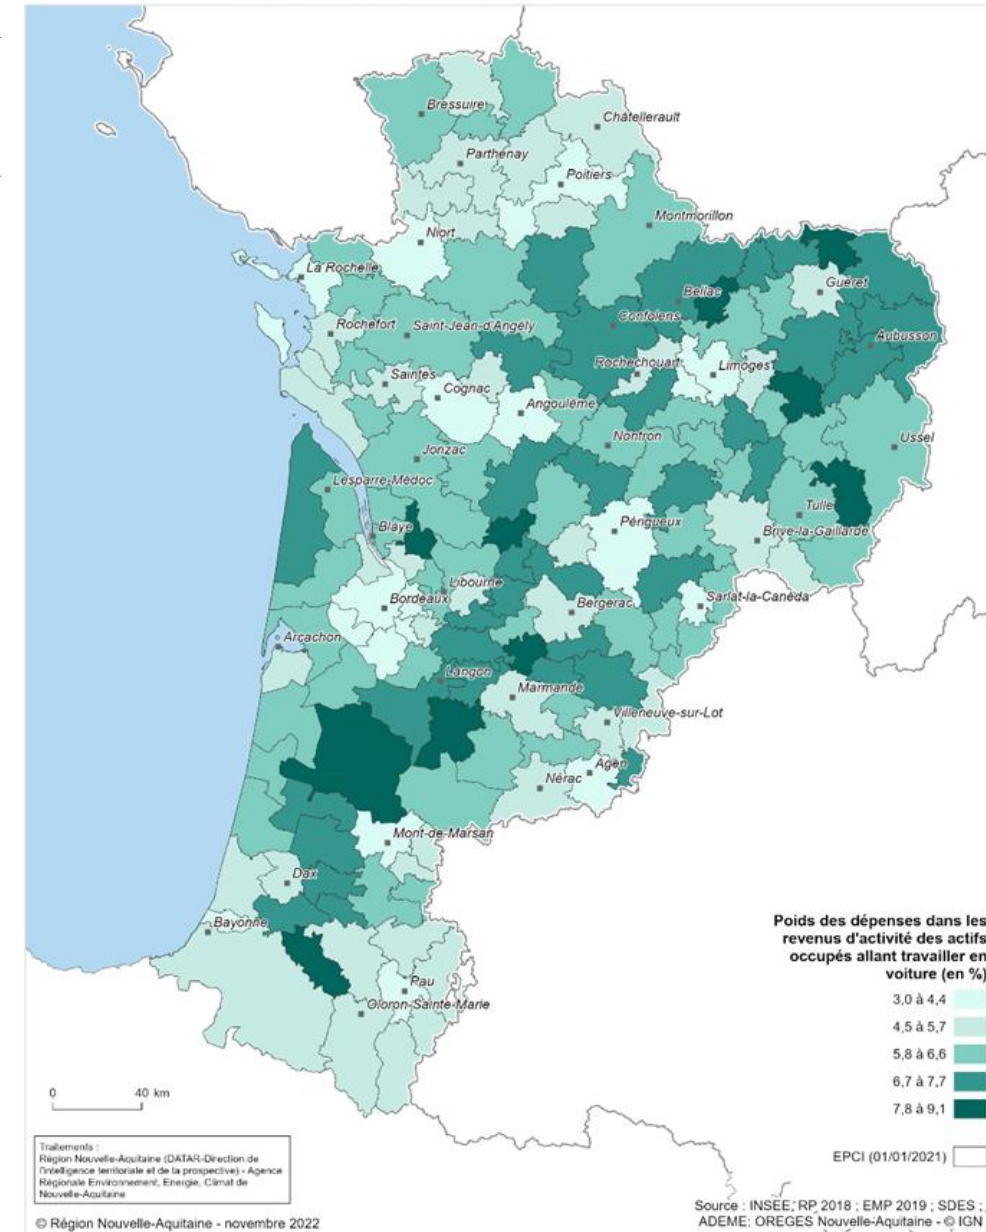 Bressuire
Châtellerault
Parthenay
Poitiers
Montmorillon
Niort
La Rochelle
Guéret
Bellac
Confolens
Rochefort
Saint-Jean-d'Angély
Aubusson
Rochechouart
Limoges
Saintes
Cognac
Angoulême
Nontron
Ussel
Jonzac
Lesparre-Médoc
Tulle
Périgueux
Blaye
Brive-la-Gaillarde
Libourne
Bordeaux
Bergerac
Sarlat-la-Canéda
Arcachon
Langon
Marmande
Villeneuve-sur-Lot
Agen
Nérac
Mont-de-Marsan
Dax
Bayonne
Pau
Oloron-Sainte-Marie
Poids des dépenses dans les
revenus d'activité des actifs
occupés allant travailler en
voiture (en %)
3,0 à 4,4
4,5 à 5,7
5,8 à 6,6
6,7 à 7,7
7,8 à 9,1
EPCI (01/01/2021)
0 40 km
Traitements :
Région Nouvelle-Aquitaine (DATAR-Direction de
l'intelligence territoriale et de la prospective) - Agence
Régionale Environnement, Energie, Climat de
Nouvelle-Aquitaine
© Région Nouvelle-Aquitaine - novembre 2022
Source : INSEE, RP 2018 ; EMP 2019 ; SDES ;
ADEME; OREGES Nouvelle-Aquitaine - © IGN